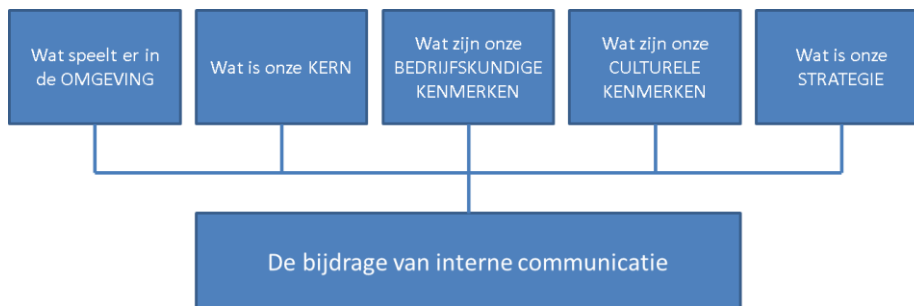 Wat speelt er in
de OMGEVING
Wat is onze KERN
Wat zijn onze
BEDRIJFSKUNDIGE
KENMERKEN
Wat zijn onze
CULTURELE
KENMERKEN
Wat is onze
STRATEGIE
De bijdrage van interne communicatie